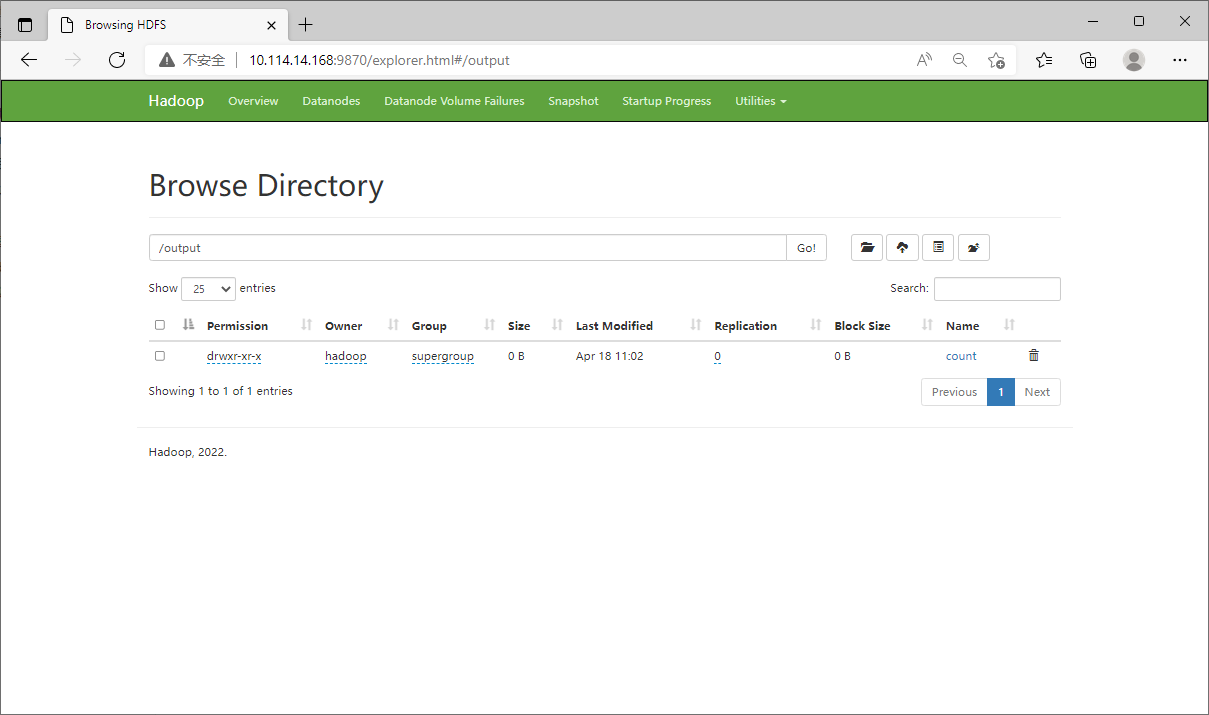 Browsing HDFS
不安全 10.114.14.168:9870/explorer.html#/output
Hadoop Overview Datanodes Datanode Volume Failures Snapshot Startup Progress Utilities
Browse Directory
/output Go!
Show 25 entries Search:
Permission Owner Group Size Last Modified Replication Block Size Name
drwxr-xr-x hadoop supergroup 0 B Apr 18 11:02 0 0 B count
Showing 1 to 1 of 1 entries Previous 1 Next
Hadoop, 2022.